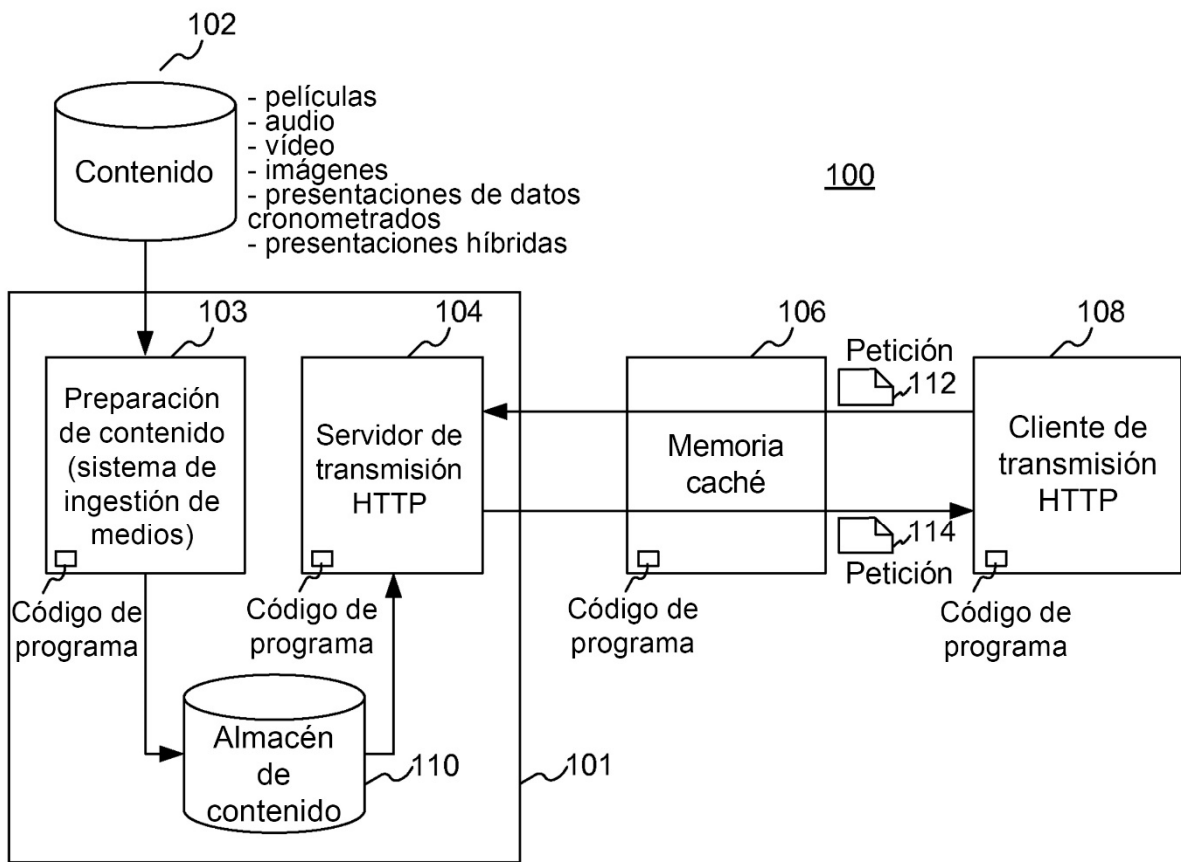 102
Contenido
- películas
- audio
- vídeo
- imágenes
- presentaciones de datos
cronometrados
- presentaciones híbridas
100
103
Preparación
de contenido
(sistema de
ingestión de
medios)
Código de
programa
104
Servidor de
transmisión
HTTP
Código de
programa
106
Memoria
caché
Código de
programa
Petición
112
114
Petición
108
Cliente de
transmisión
HTTP
Código de
programa
Almacén
de
contenido
110
101